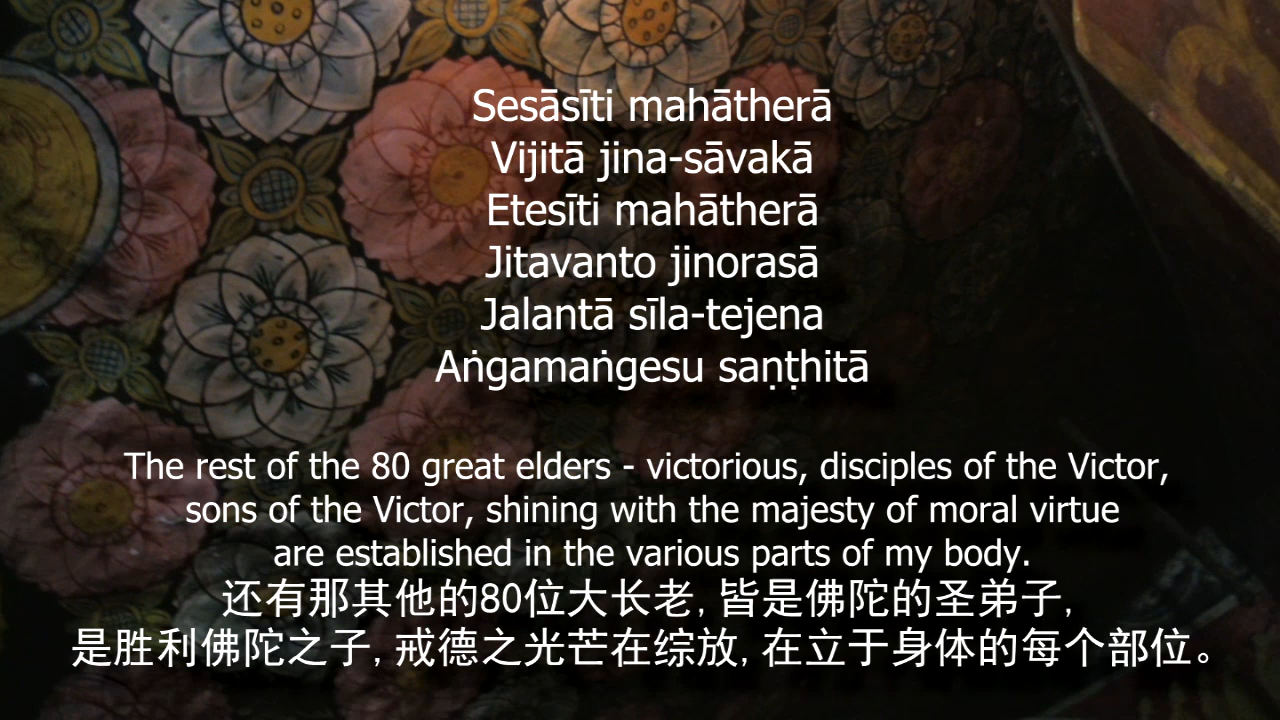 Sesāsīti mahātherā
Vijitā jina-sāvakā
Etesīti mahātherā
Jitavanto jinorasā
Jalantā sīla-tejena
Aṅgamaṅgesu saṇṭhitā
The rest of the 80 great elders - victorious, disciples of the Victor,
sons of the Victor, shining with the majesty of moral virtue
are established in the various parts of my body.
还有那其他的80位大长老, 皆是佛陀的圣弟子,
是胜利佛陀之子, 戒德之光芒在综放, 在立于身体的每个部位。